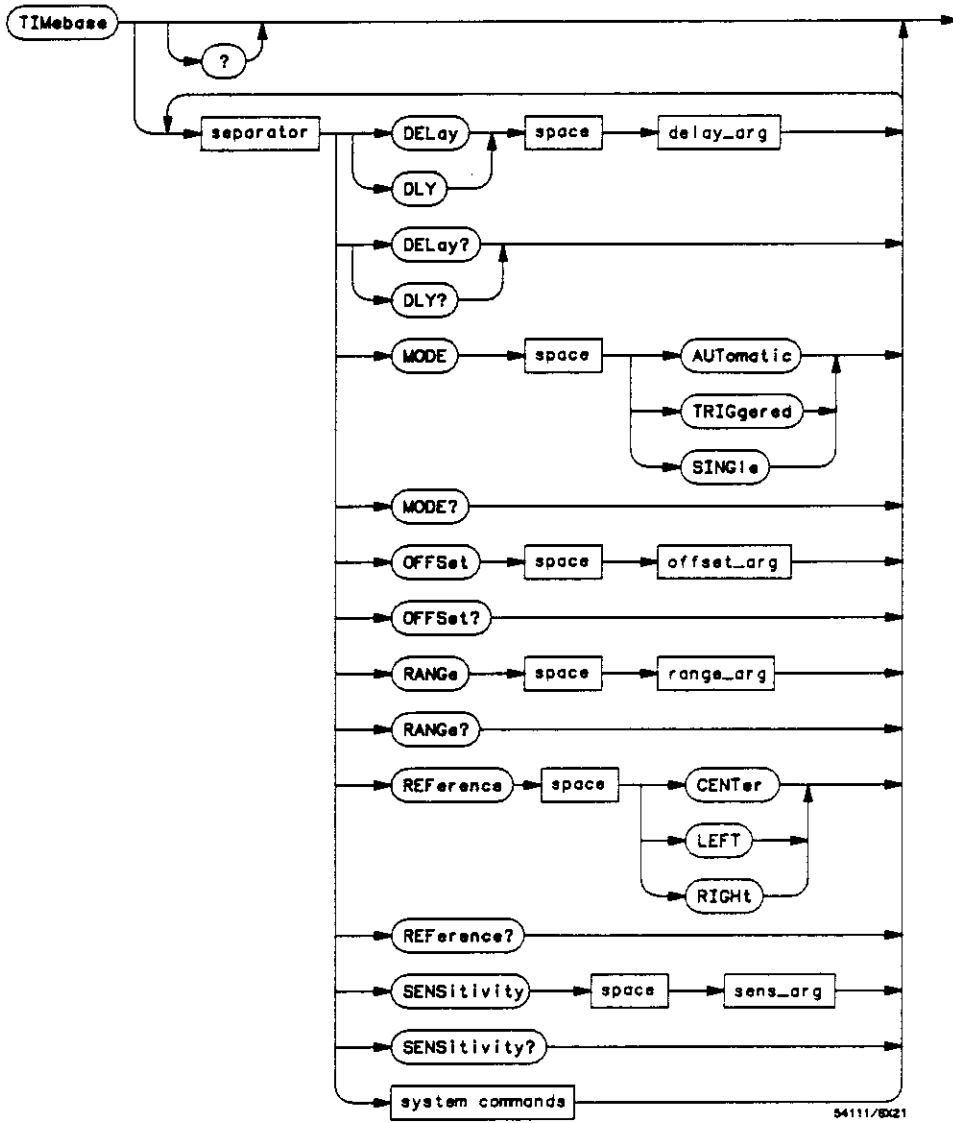 TIMebase
?
separator DELay space delay_arg
DLY
DELay?
DLY?
MODE space AUTomatic
TRIGgered
SINGle
MODE?
OFFSet space offset_arg
OFFSet?
RANGe space range_arg
RANGe?
REFerence space CENTer
LEFT
RIGHt
REFerence?
SENSitivity space sens_arg
SENSitivity?
system commands
54111/BX21